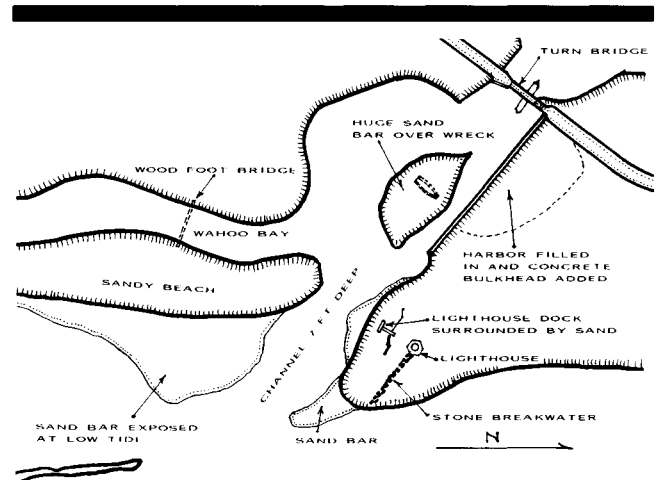 TURN BRIDGE
HUGE SAND
BAR OVER WRECK
WOOD FOOT BRIDGE
WAHOO BAY
HARBOR FILLED
IN AND CONCRETE
BULKHEAD ADDED
SANDY BEACH
CHANNEL 7 FT DEEP
LIGHTHOUSE DOCK
SURROUNDED BY SAND
LIGHTHOUSE
STONE BREAKWATER
SAND BAR EXPOSED
AT LOW TIDE
SAND BAR
N